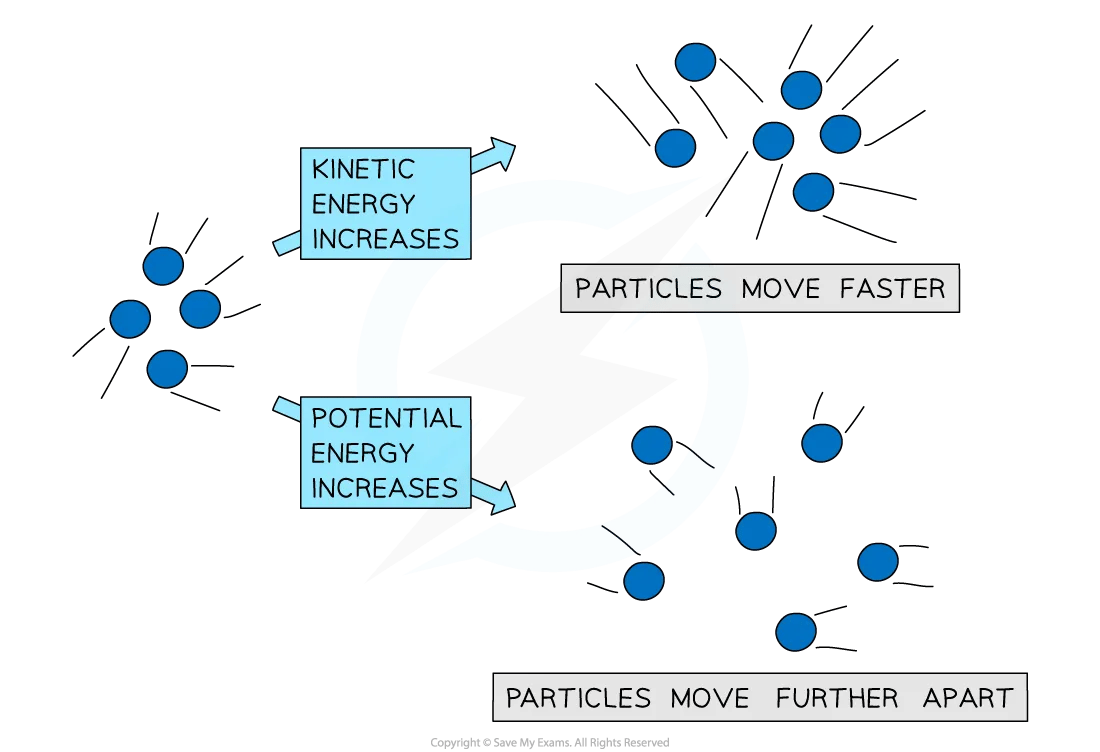 KINETIC
ENERGY
INCREASES
PARTICLES MOVE FASTER
POTENTIAL
ENERGY
INCREASES
PARTICLES MOVE FURTHER APART
Copyright © Save My Exams. All Rights Reserved